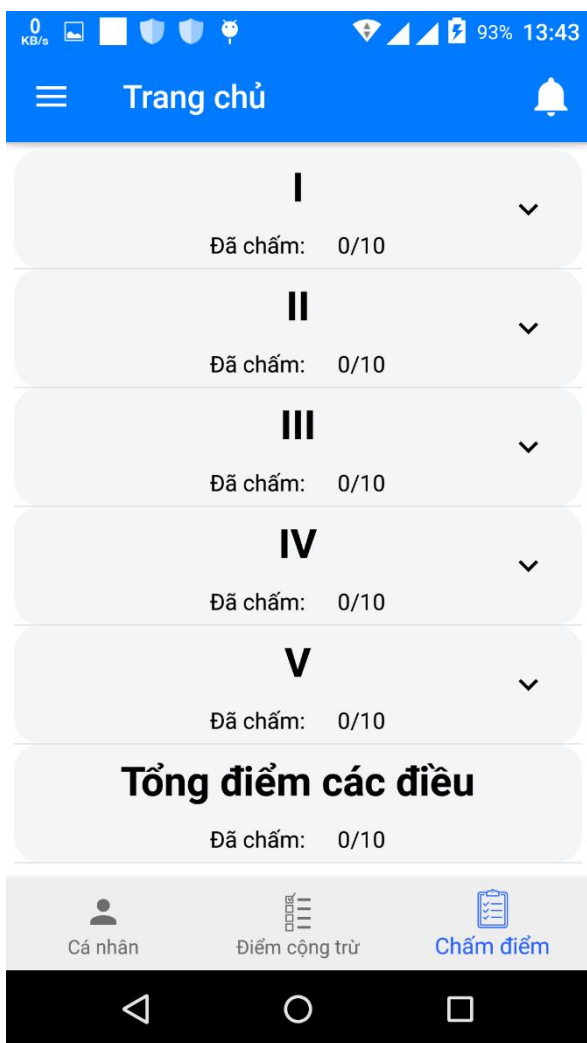 0
KB/s
93% 13:43
Trang chủ
I
Đã chấm: 0/10
II
Đã chấm: 0/10
III
Đã chấm: 0/10
IV
Đã chấm: 0/10
V
Đã chấm: 0/10
Tổng điểm các điều
Đã chấm: 0/10
Cá nhân Điểm cộng trừ Chấm điểm